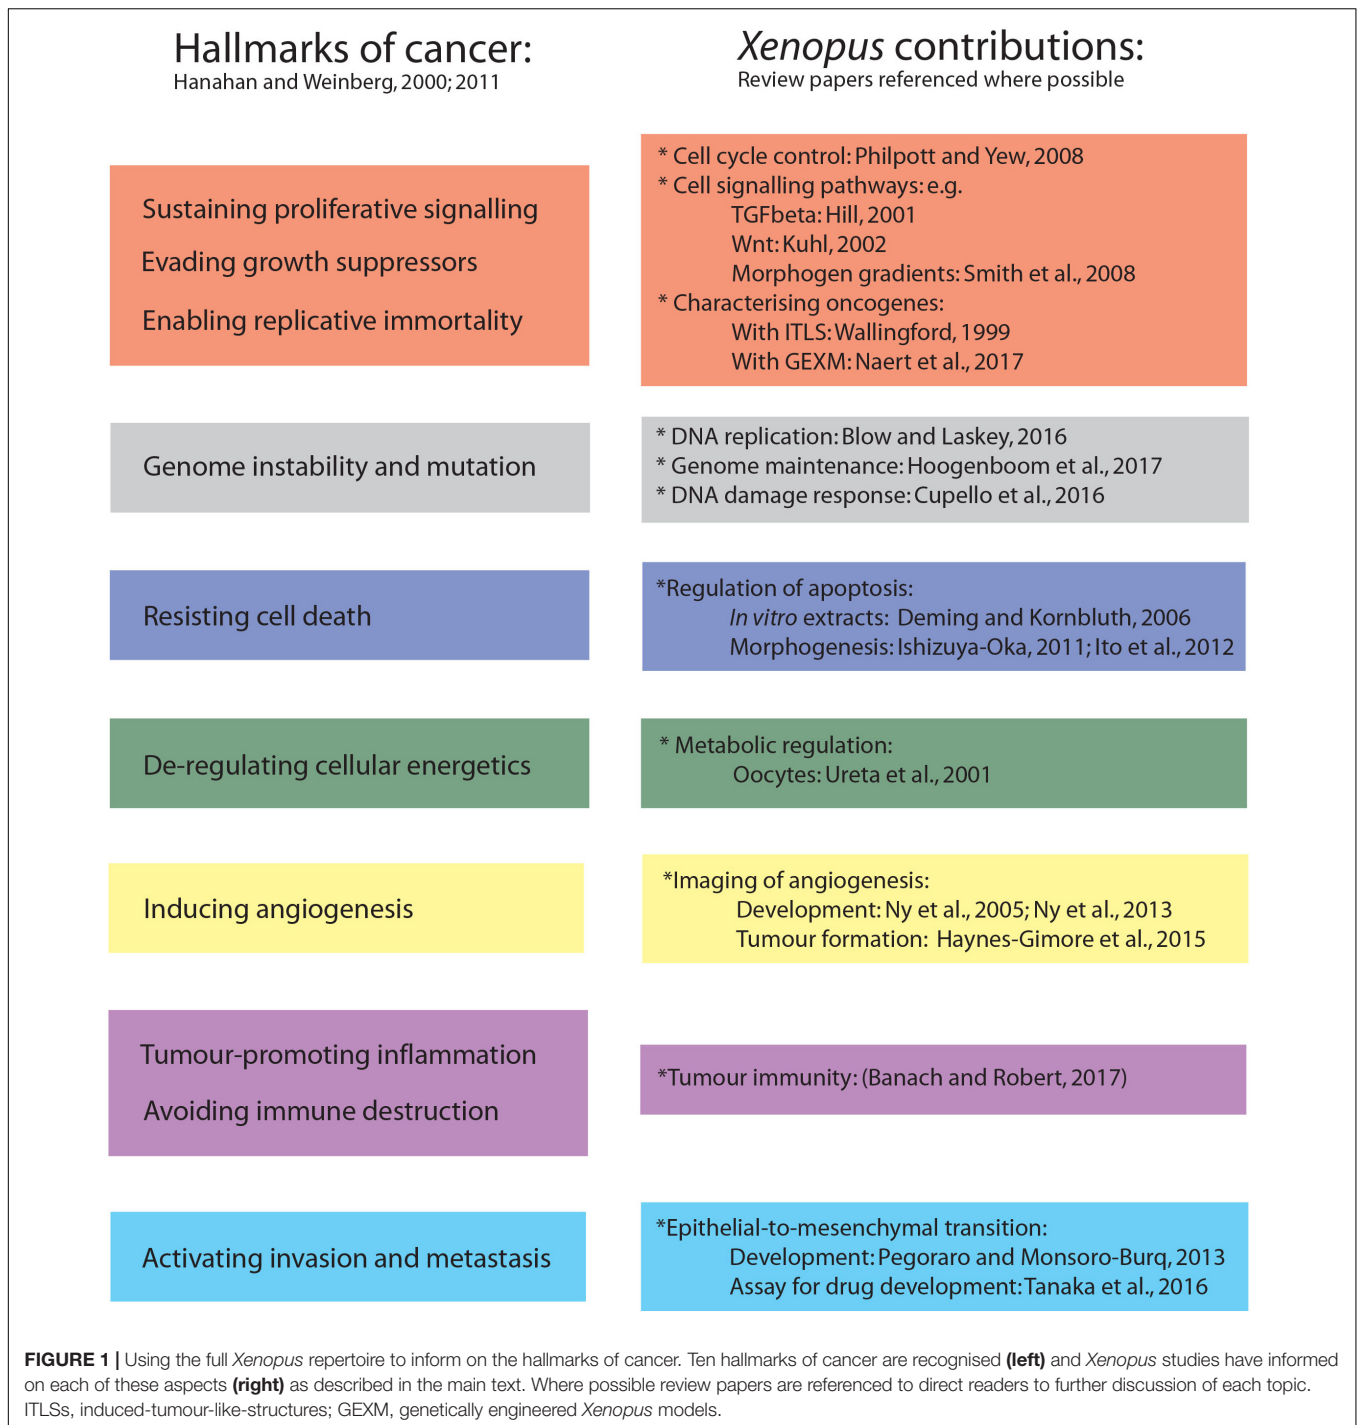 Hallmarks of cancer:
Hanahan and Weinberg, 2000; 2011
Xenopus contributions:
Review papers referenced where possible
Sustaining proliferative signalling
Evading growth suppressors
Enabling replicative immortality
* Cell cycle control: Philpott and Yew, 2008
* Cell signalling pathways: e.g.
TGFbeta: Hill, 2001
Wnt: Kuhl, 2002
Morphogen gradients: Smith et al., 2008
* Characterising oncogenes:
With ITLS: Wallingford, 1999
With GEXM: Naert et al., 2017
Genome instability and mutation
* DNA replication: Blow and Laskey, 2016
* Genome maintenance: Hoogenboom et al., 2017
* DNA damage response: Cupello et al., 2016
Resisting cell death
*Regulation of apoptosis:
In vitro extracts: Deming and Kornbluth, 2006
Morphogenesis: Ishizuya-Oka, 2011; Ito et al., 2012
De-regulating cellular energetics
* Metabolic regulation:
Oocytes: Ureta et al., 2001
Inducing angiogenesis
*Imaging of angiogenesis:
Development: Ny et al., 2005; Ny et al., 2013
Tumour formation: Haynes-Gimore et al., 2015
Tumour-promoting inflammation
Avoiding immune destruction
*Tumour immunity: (Banach and Robert, 2017)
Activating invasion and metastasis
*Epithelial-to-mesenchymal transition:
Development: Pegoraro and Monsoro-Burq, 2013
Assay for drug development: Tanaka et al., 2016
FIGURE 1 | Using the full Xenopus repertoire to inform on the hallmarks of cancer. Ten hallmarks of cancer are recognised (left) and Xenopus studies have informed
on each of these aspects (right) as described in the main text. Where possible review papers are referenced to direct readers to further discussion of each topic.
ITLSs, induced-tumour-like-structures; GEXM, genetically engineered Xenopus models.